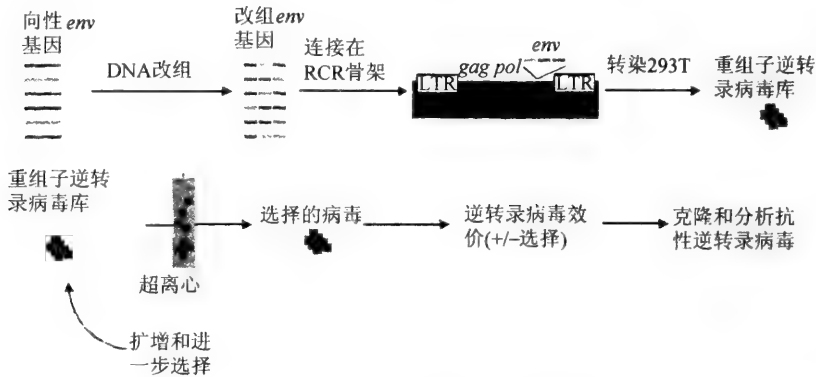 向性env
基因
DNA改组
改组env
基因
连接在
RCR骨架
env
gag pol
LTR
LTR
转染293T
重组子逆转
录病毒库
重组子逆转
录病毒库
超离心
选择的病毒
逆转录病毒效
价(+/−选择)
克隆和分析抗
性逆转录病毒
扩增和进
一步选择